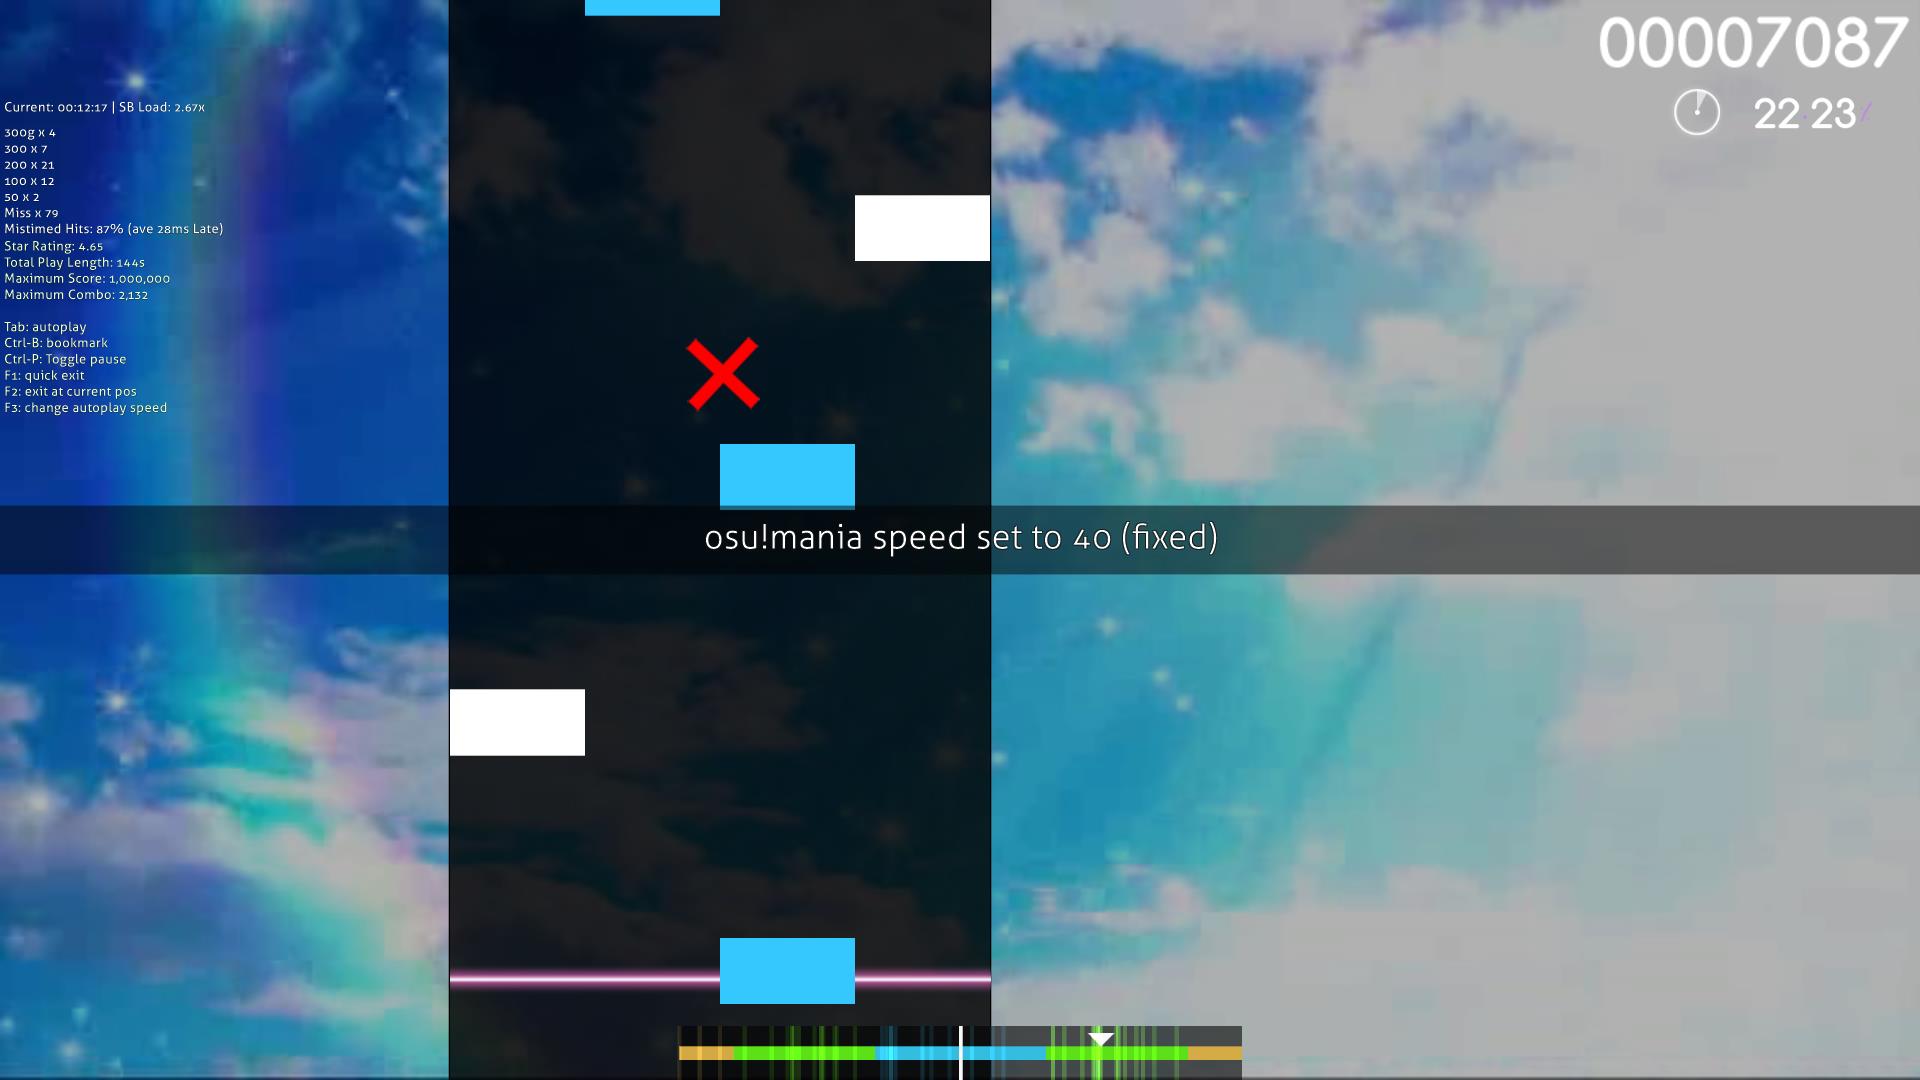 00007087
22.23%
Current: 00:12:17 | SB Load: 2.67x
300g x 4
300 x 7
200 x 21
100 x 12
50 x 2
Miss x 79
Mistimed Hits: 87% (ave 28ms Late)
Star Rating: 4.65
Total Play Length: 144s
Maximum Score: 1,000,000
Maximum Combo: 2,132
Tab: autoplay
Ctrl-B: bookmark
Ctrl-P: Toggle pause
F1: quick exit
F2: exit at current pos
F3: change autoplay speed
osu!mania speed set to 40 (fixed)